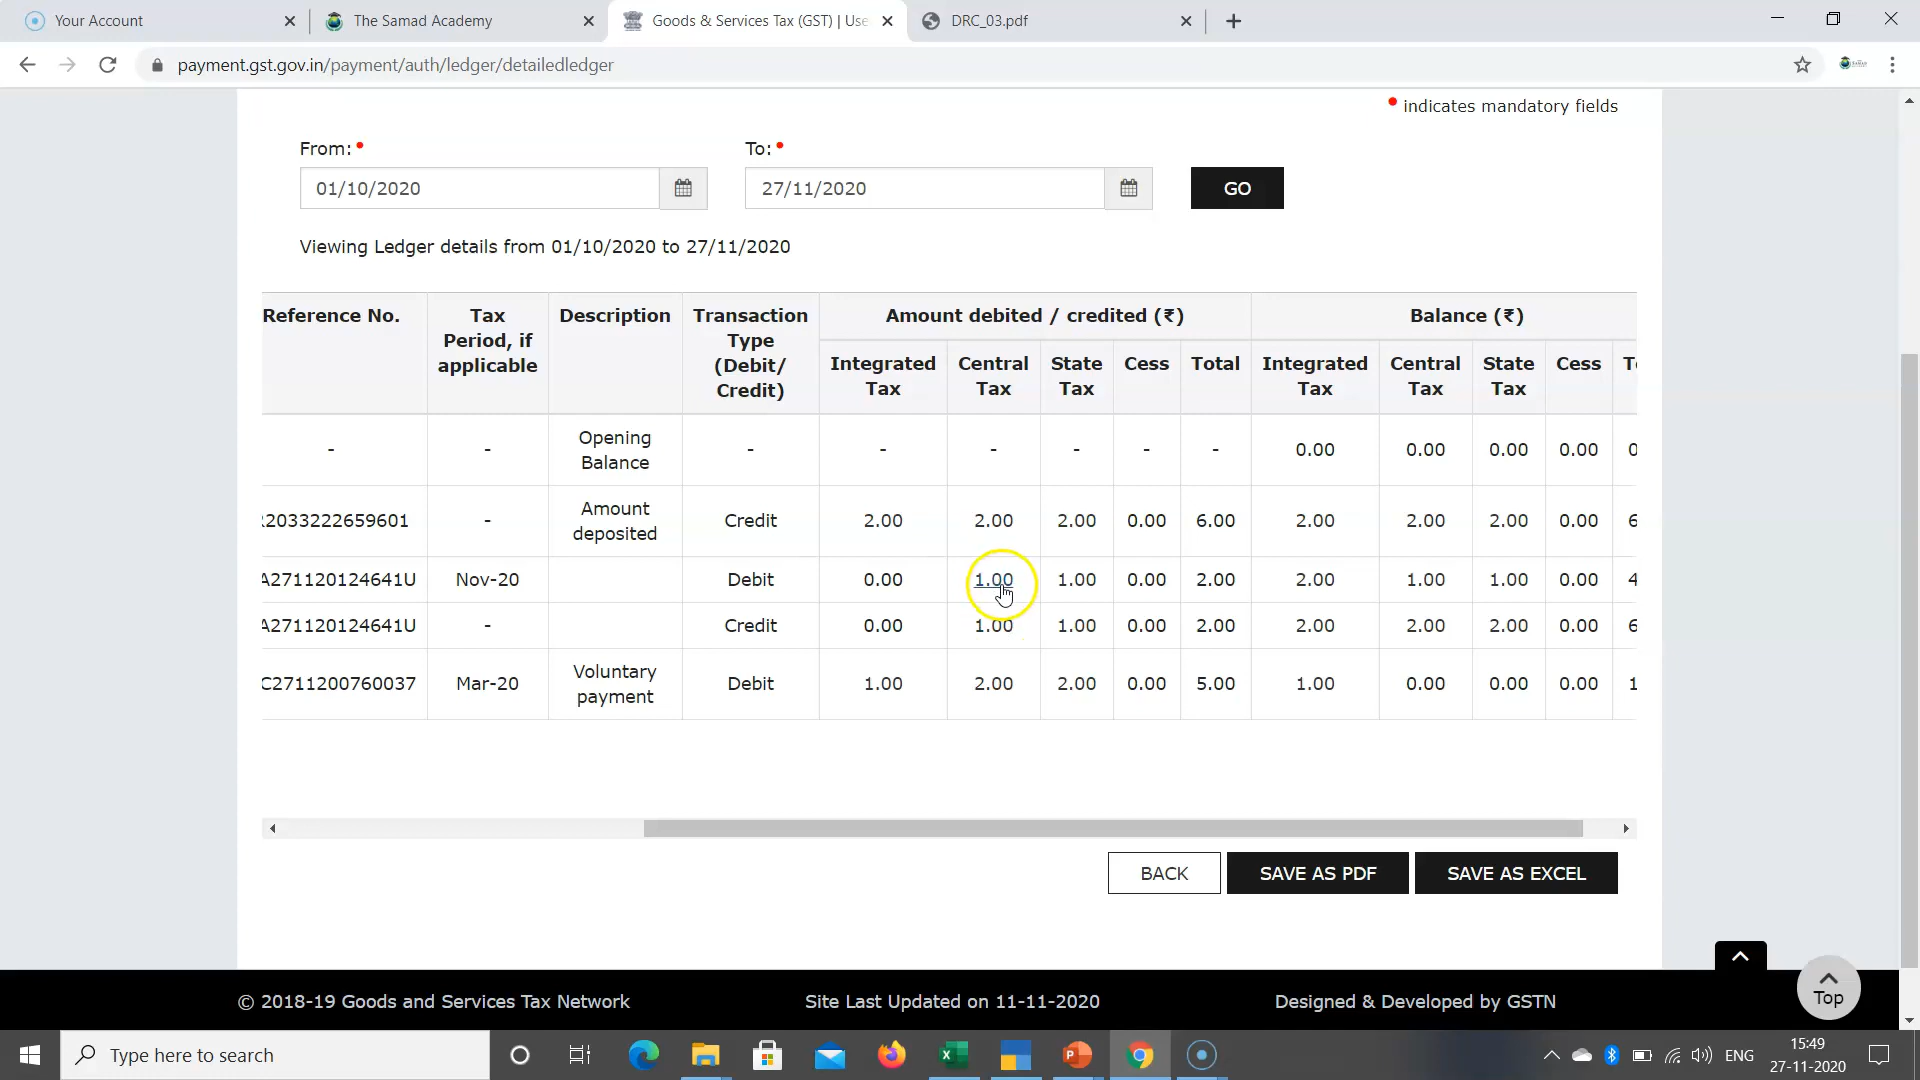 Your Account
The Samad Academy
Goods & Services Tax (GST) | Use
DRC_03.pdf
payment.gst.gov.in/payment/auth/ledger/detailedledger
• indicates mandatory fields
From: • To: •
01/10/2020 27/11/2020 GO
Viewing Ledger details from 01/10/2020 to 27/11/2020
Reference No. Tax Period, if applicable Description Transaction Type (Debit/ Credit) Amount debited / credited (₹) Balance (₹)
Integrated Tax Central Tax State Tax Cess Total Integrated Tax Central Tax State Tax Cess
- - Opening Balance - - - - - - 0.00 0.00 0.00 0.00
2033222659601 - Amount deposited Credit 2.00 2.00 2.00 0.00 6.00 2.00 2.00 2.00 0.00 6
A271120124641U Nov-20 Debit 0.00 1.00 1.00 0.00 2.00 2.00 1.00 1.00 0.00 4
A271120124641U - Credit 0.00 1.00 1.00 0.00 2.00 2.00 2.00 2.00 0.00 6
C2711200760037 Mar-20 Voluntary payment Debit 1.00 2.00 2.00 0.00 5.00 1.00 0.00 0.00 0.00 1
BACK SAVE AS PDF SAVE AS EXCEL
© 2018-19 Goods and Services Tax Network Site Last Updated on 11-11-2020 Designed & Developed by GSTN
Top
Type here to search
ENG
15:49
27-11-2020